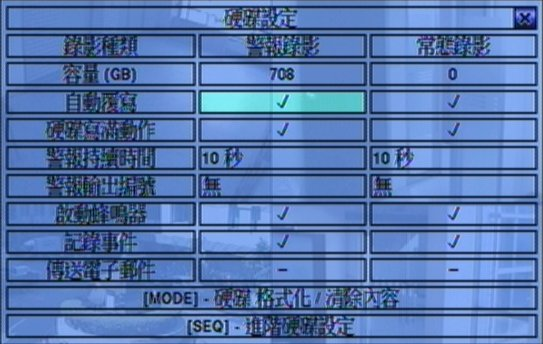 硬碟設定
錄影種類 警報錄影 常態錄影
容量 (GB) 708 0
自動覆寫 ✓ ✓
硬碟寫滿動作 ✓ ✓
警報持續時間 10 秒 10 秒
警報輸出編號 無 無
啟動蜂鳴器 ✓ ✓
記錄事件 ✓ ✓
傳送電子郵件 – –
[MODE] - 硬碟 格式化 / 清除內容
[SEQ] - 進階硬碟設定